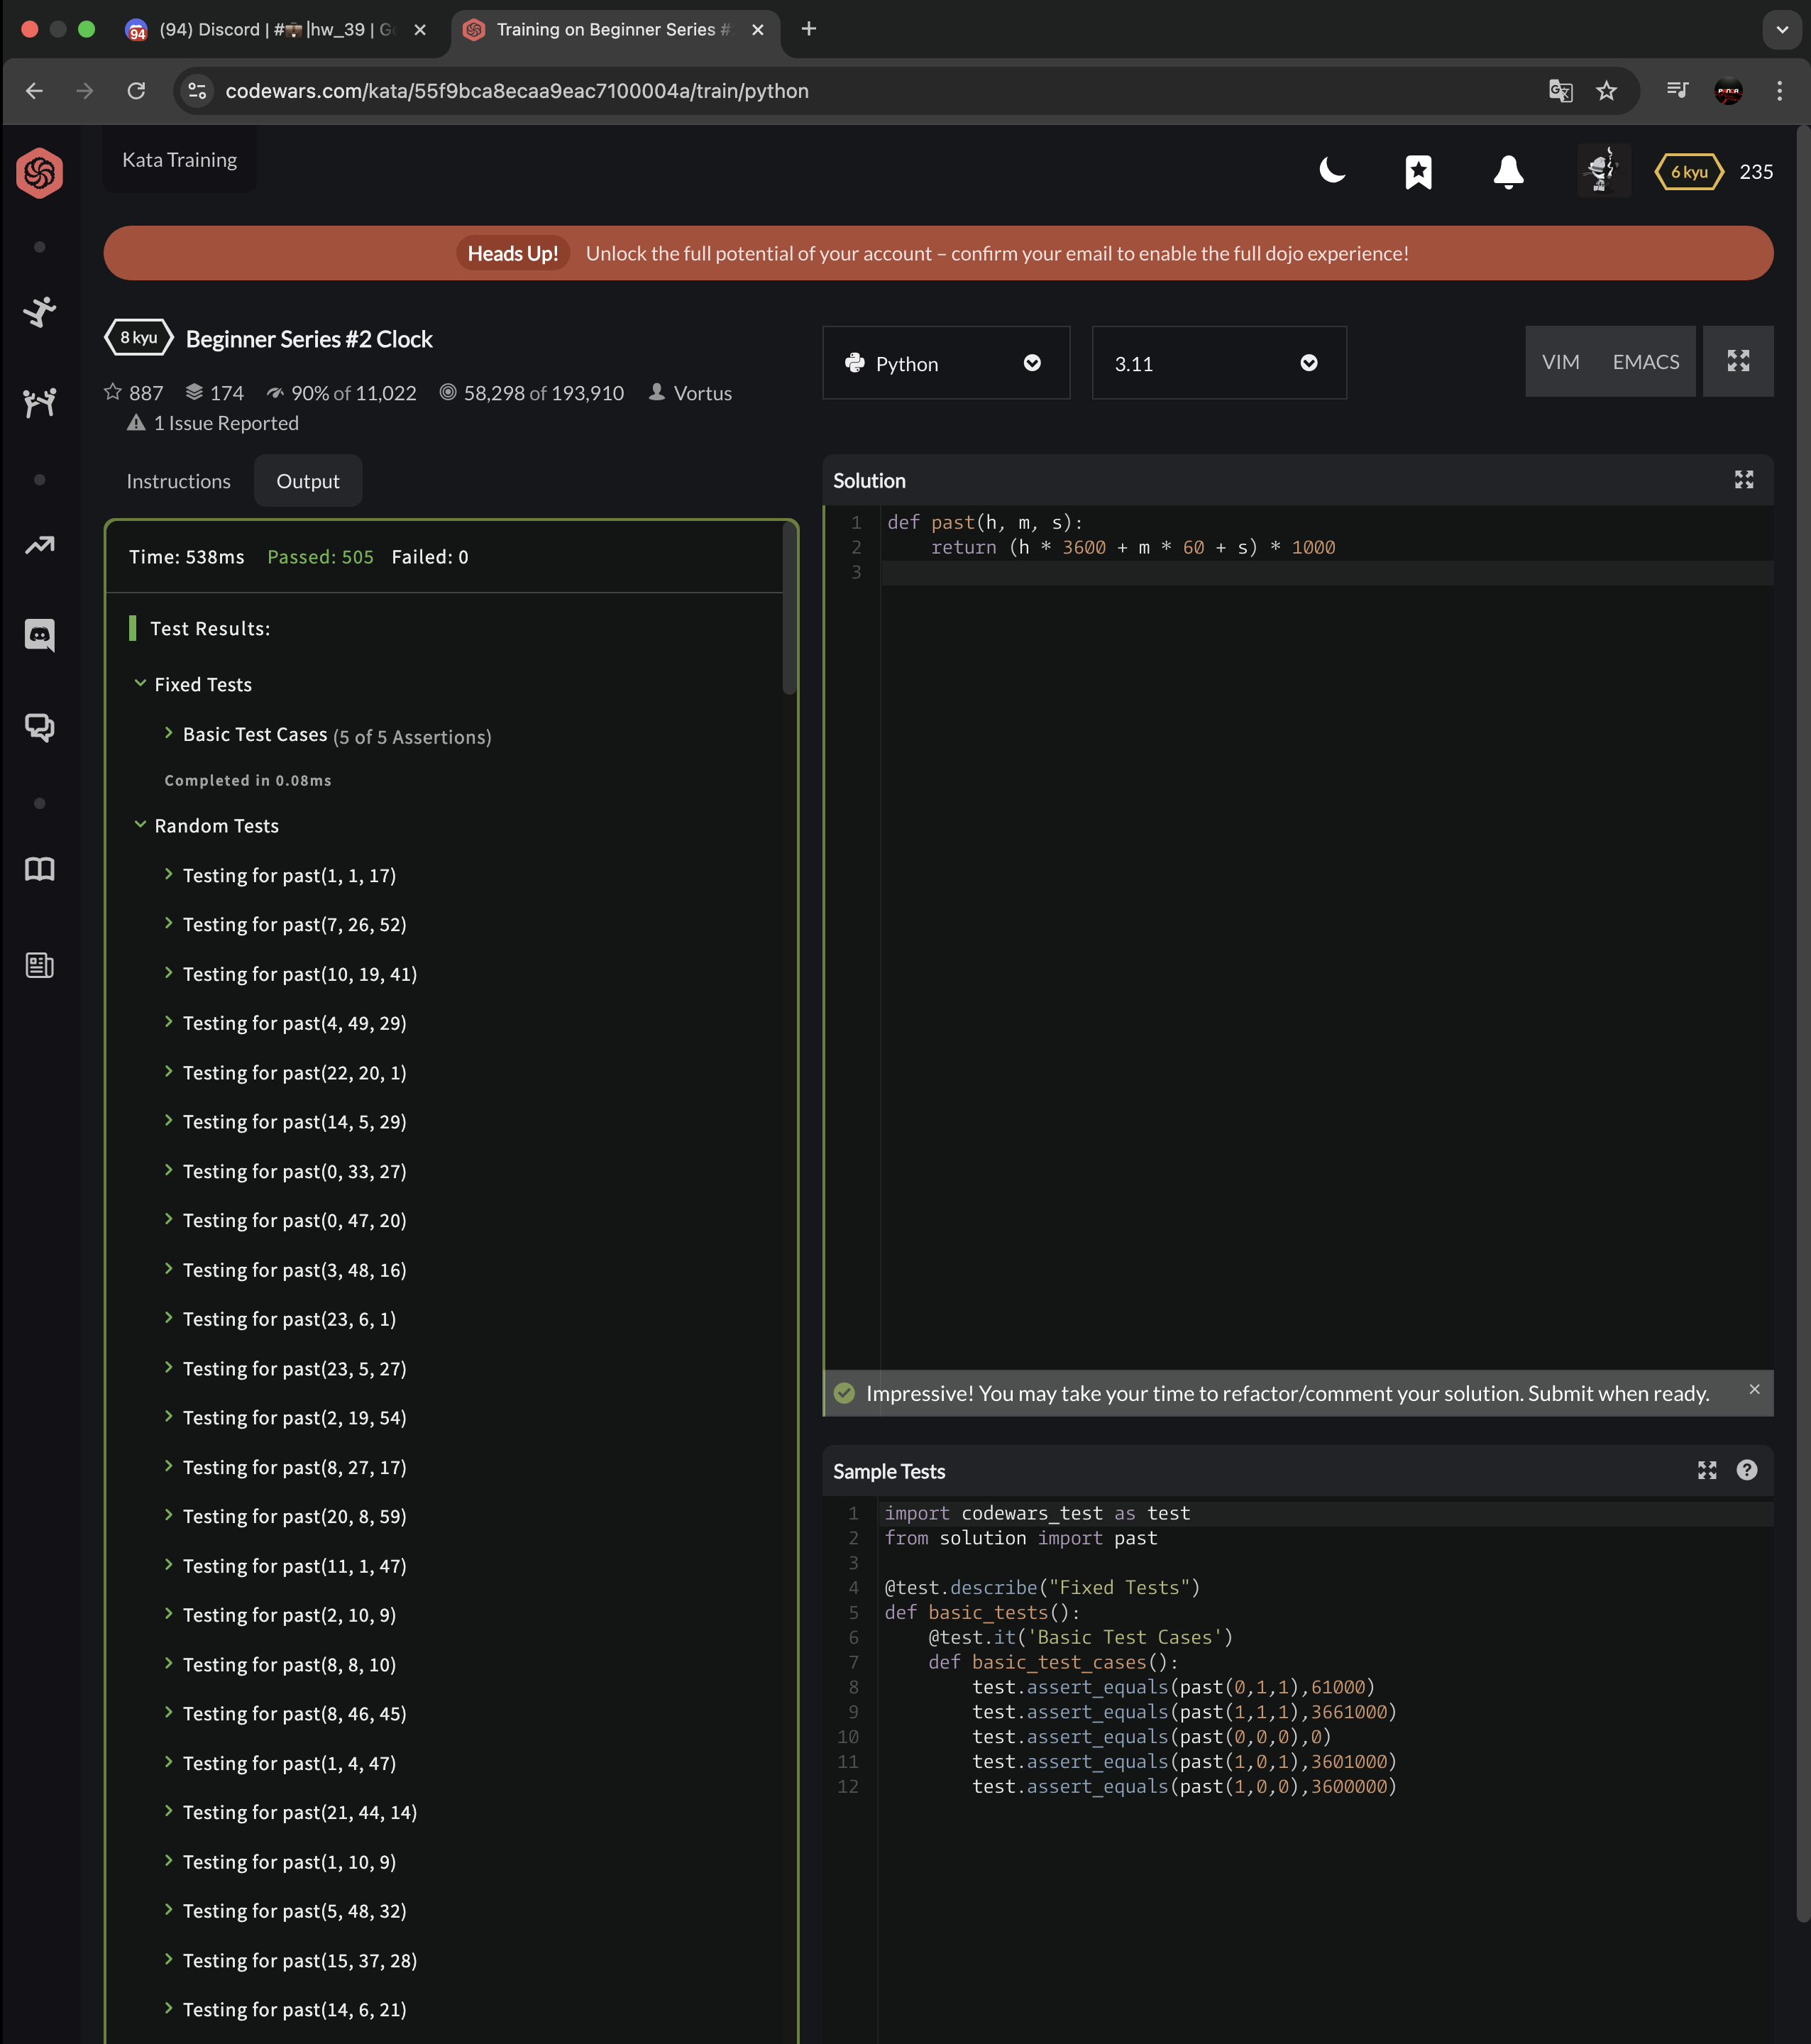 (94) Discord | #💼|hw_39 | G
Training on Beginner Series #
codewars.com/kata/55f9bca8ecaa9eac7100004a/train/python
Kata Training
6 kyu 235
Heads Up! Unlock the full potential of your account – confirm your email to enable the full dojo experience!
8 kyu Beginner Series #2 Clock
887 174 90% of 11,022 58,298 of 193,910 Vortus
1 Issue Reported
Python
3.11
VIM EMACS
Instructions Output
Time: 538ms Passed: 505 Failed: 0
Test Results:
Fixed Tests
Basic Test Cases (5 of 5 Assertions)
Completed in 0.08ms
Random Tests
Testing for past(1, 1, 17)
Testing for past(7, 26, 52)
Testing for past(10, 19, 41)
Testing for past(4, 49, 29)
Testing for past(22, 20, 1)
Testing for past(14, 5, 29)
Testing for past(0, 33, 27)
Testing for past(0, 47, 20)
Testing for past(3, 48, 16)
Testing for past(23, 6, 1)
Testing for past(23, 5, 27)
Testing for past(2, 19, 54)
Testing for past(8, 27, 17)
Testing for past(20, 8, 59)
Testing for past(11, 1, 47)
Testing for past(2, 10, 9)
Testing for past(8, 8, 10)
Testing for past(8, 46, 45)
Testing for past(1, 4, 47)
Testing for past(21, 44, 14)
Testing for past(1, 10, 9)
Testing for past(5, 48, 32)
Testing for past(15, 37, 28)
Testing for past(14, 6, 21)
Solution
1 def past(h, m, s):
2     return (h * 3600 + m * 60 + s) * 1000
3
Impressive! You may take your time to refactor/comment your solution. Submit when ready.
Sample Tests
1 import codewars_test as test
2 from solution import past
3
4 @test.describe("Fixed Tests")
5 def basic_tests():
6     @test.it('Basic Test Cases')
7     def basic_test_cases():
8         test.assert_equals(past(0,1,1),61000)
9         test.assert_equals(past(1,1,1),3661000)
10         test.assert_equals(past(0,0,0),0)
11         test.assert_equals(past(1,0,1),3601000)
12         test.assert_equals(past(1,0,0),3600000)